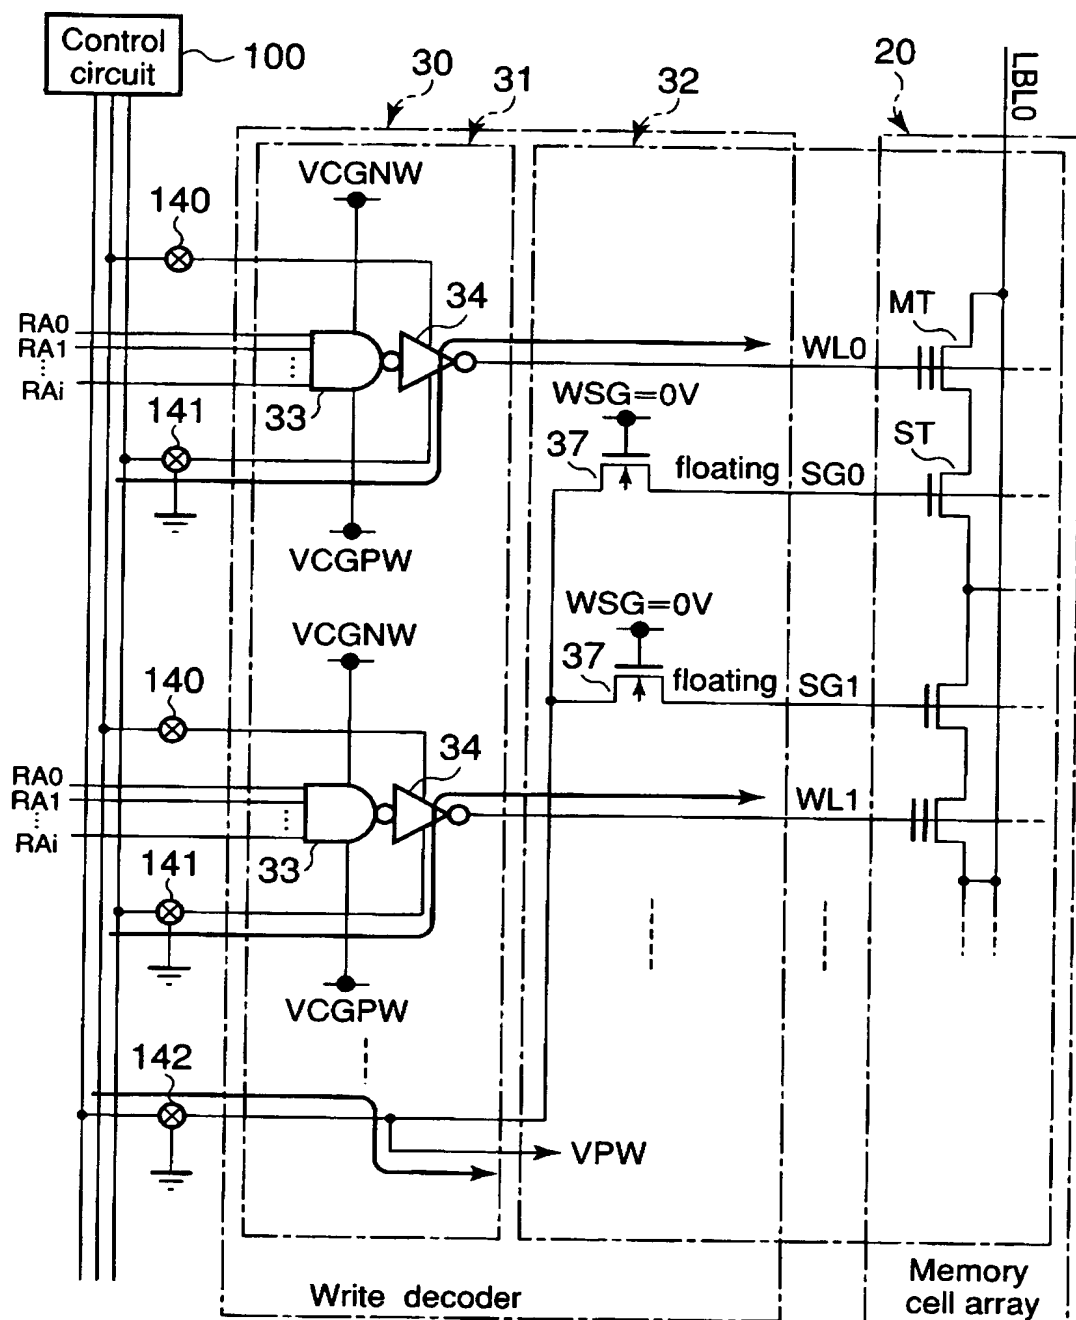 Control
circuit
100
30
31
32
20
LBL0
VCGNW
140
34
MT
RA0
RA1
RAi
33
WL0
WSG=0V
141
37
ST
floating
SG0
VCGPW
VCGNW
WSG=0V
140
37
floating
SG1
34
RA0
RA1
RAi
33
WL1
141
VCGPW
142
VPW
Write decoder
Memory
cell array